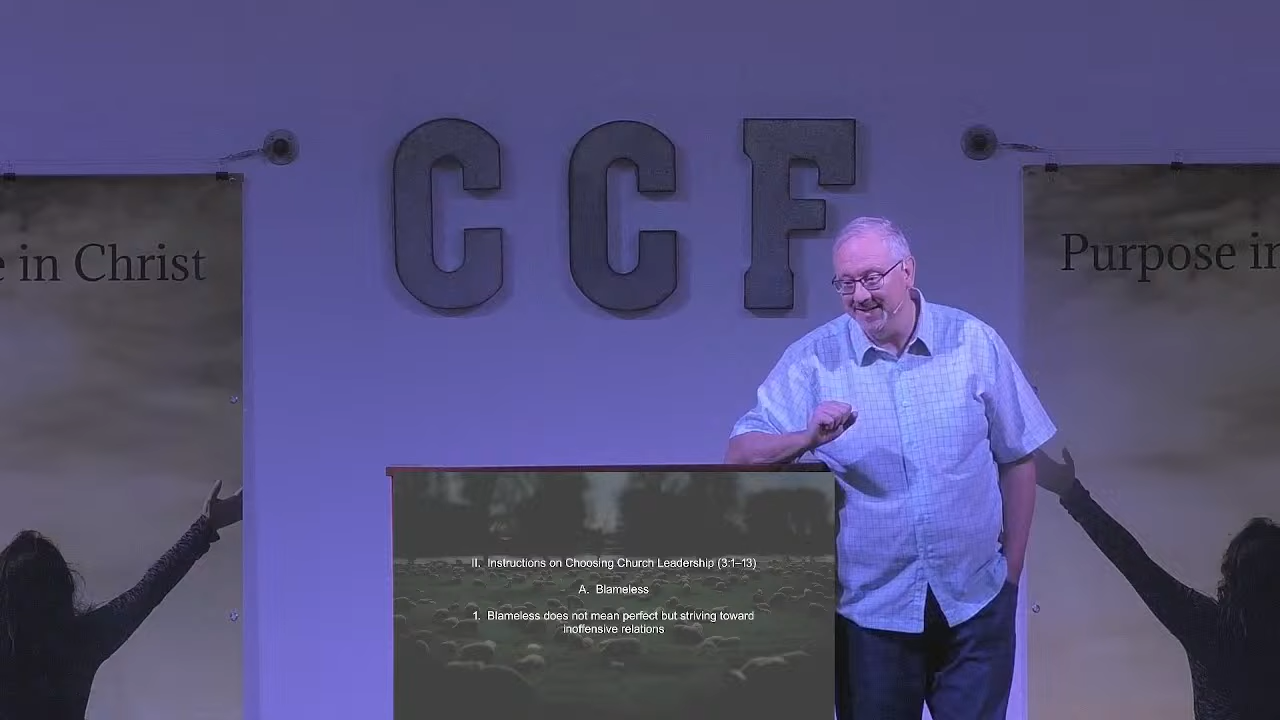 CCF
e in Christ
Purpose in
II. Instructions on Choosing Church Leadership (3:1–13)
A. Blameless
1. Blameless does not mean perfect but striving toward
inoffensive relations